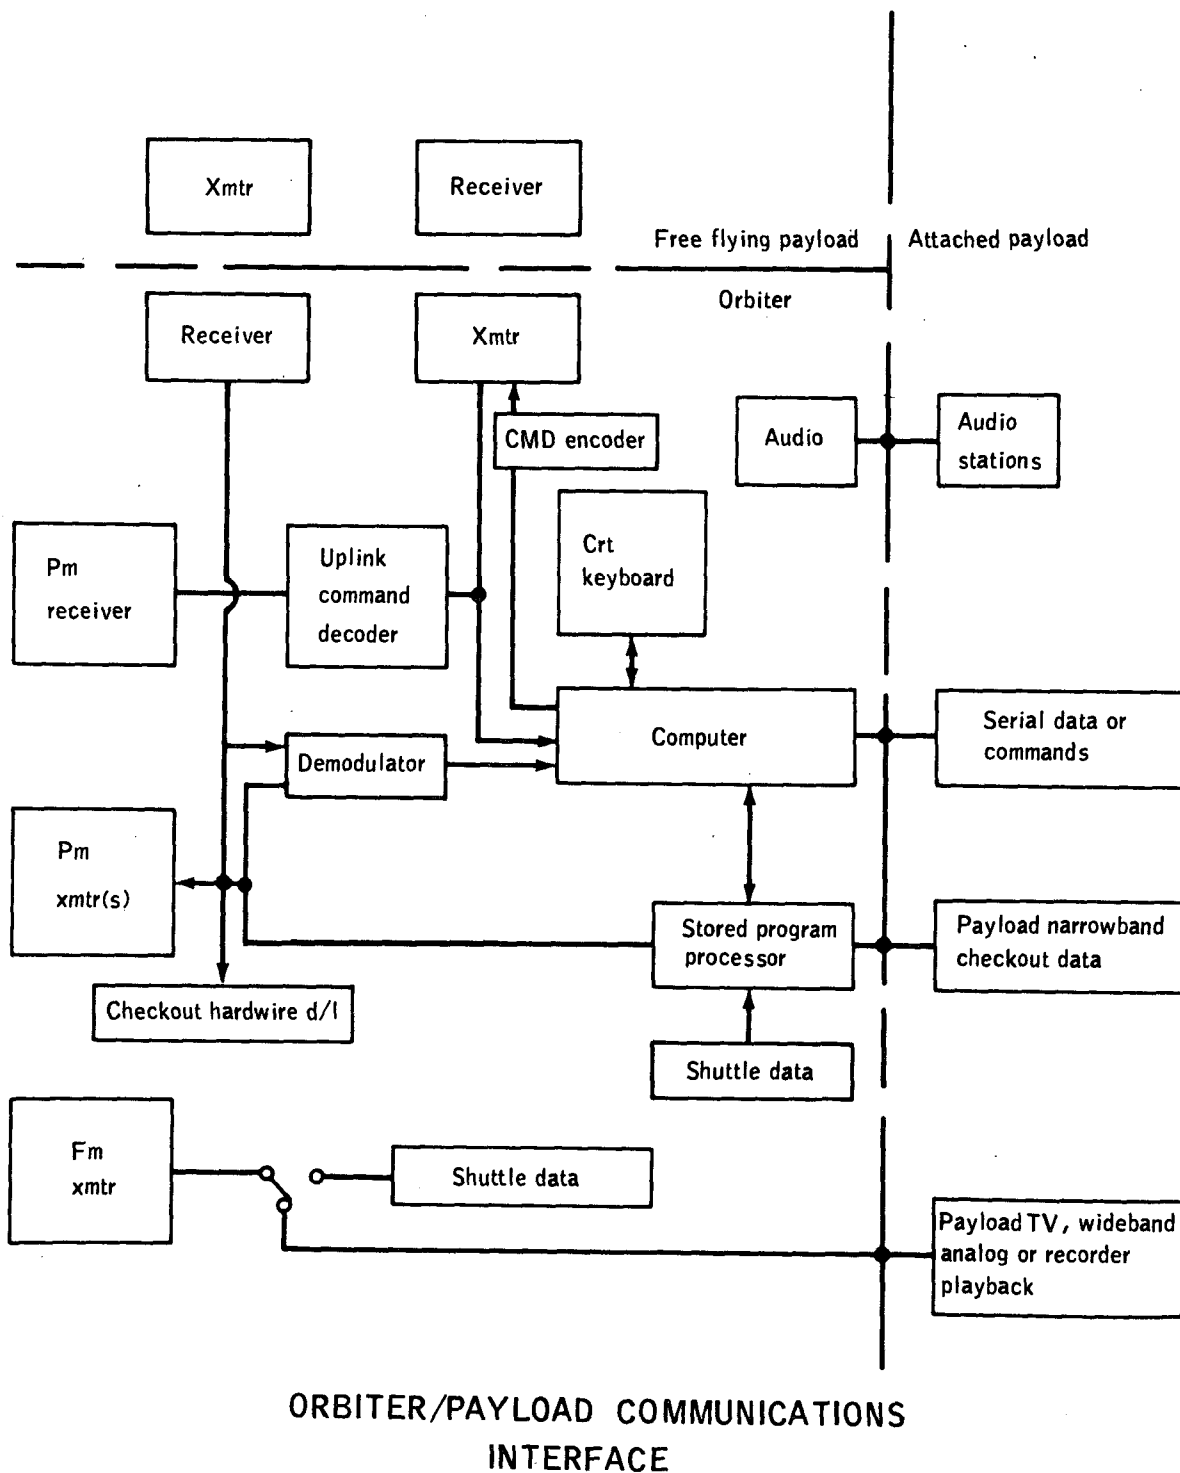 Xmtr
Receiver
Free flying payload
Attached payload
Orbiter
Receiver
Xmtr
CMD encoder
Audio
Audio
stations
Pm
receiver
Uplink
command
decoder
Crt
keyboard
Computer
Serial data or
commands
Demodulator
Pm
xmtr(s)
Stored program
processor
Payload narrowband
checkout data
Checkout hardwire d/l
Shuttle data
Fm
xmtr
Shuttle data
Payload TV, wideband
analog or recorder
playback
ORBITER/PAYLOAD COMMUNICATIONS
INTERFACE